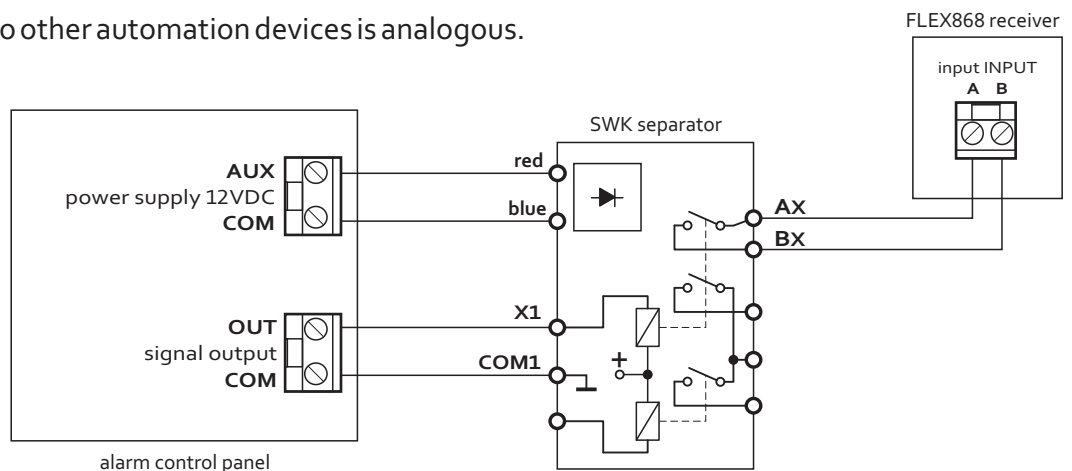 o other automation devices is analogous.
FLEX868 receiver
input INPUT
A B
SWK separator
red
AUX
power supply 12VDC
COM
blue
AX
BX
X1
OUT
signal output
COM
COM1
+
alarm control panel